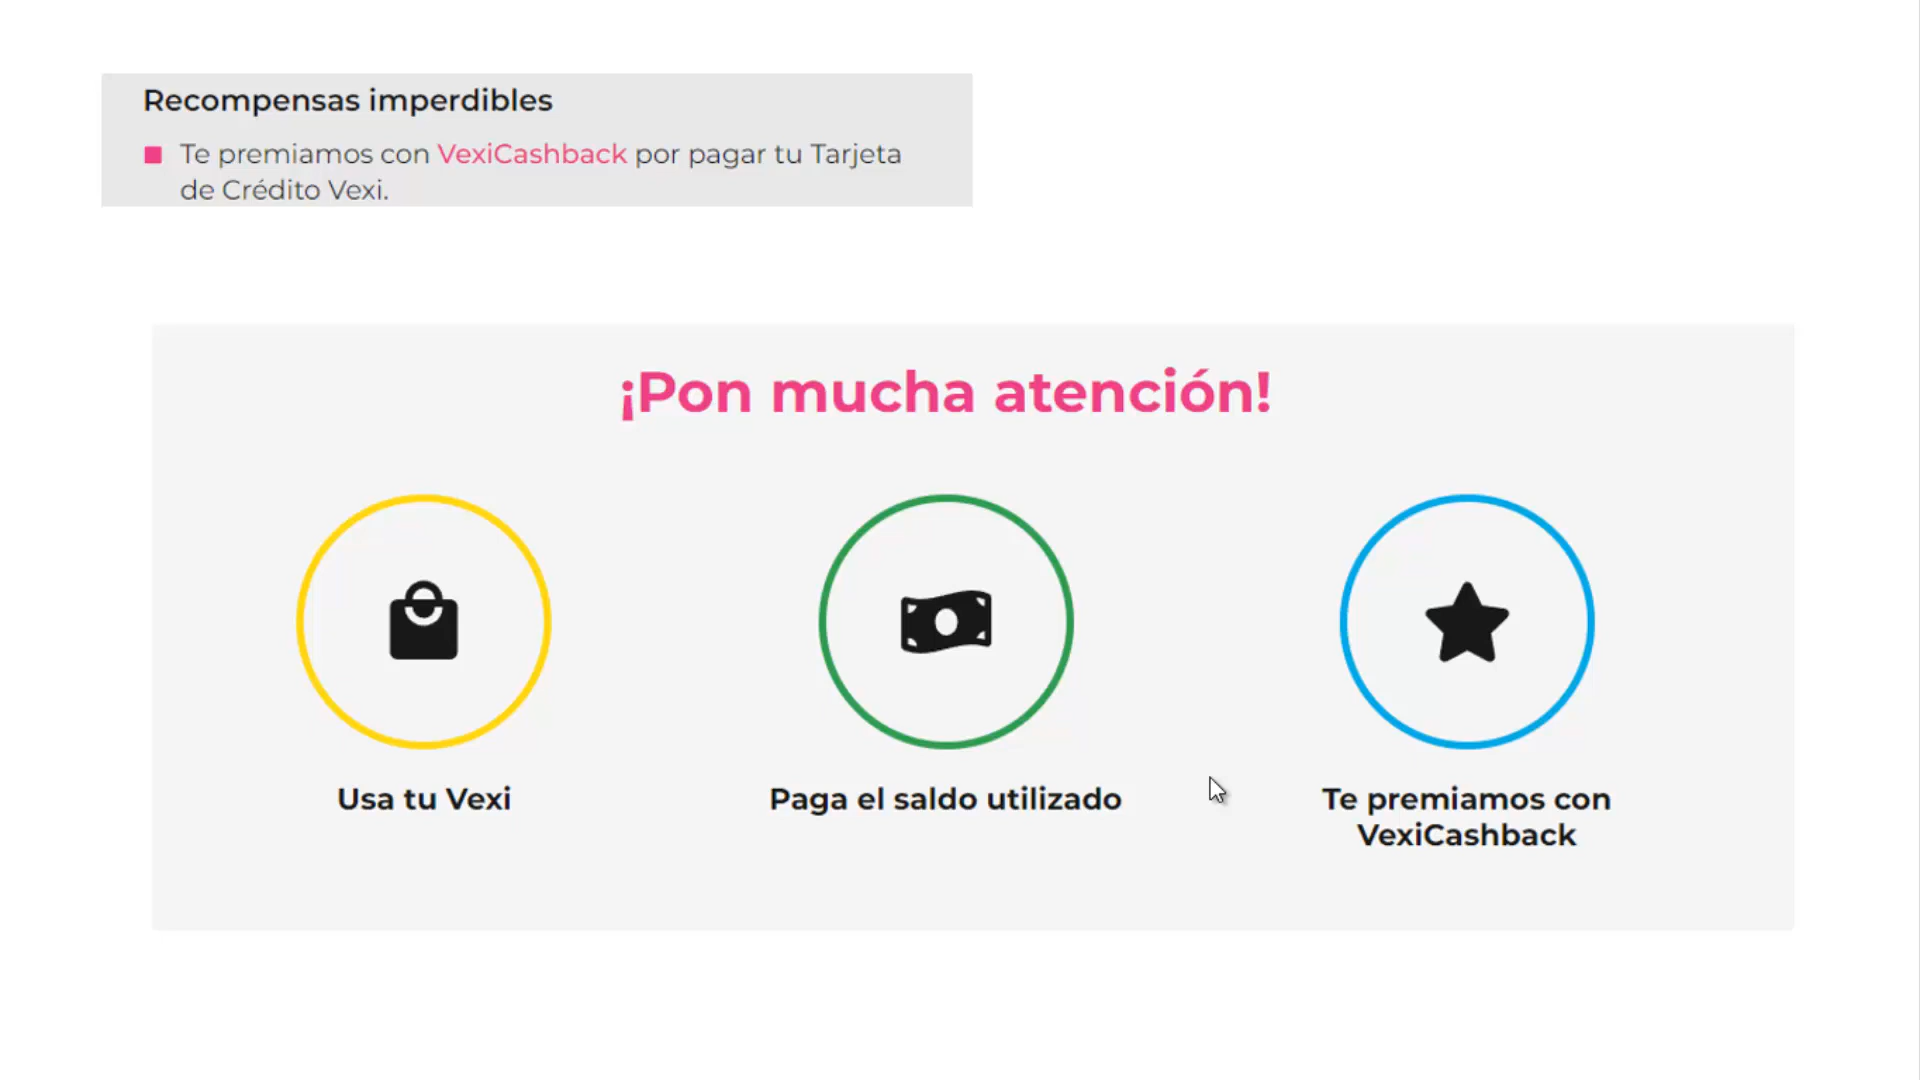 Recompensas imperdibles
Te premiamos con VexiCashback por pagar tu Tarjeta
de Crédito Vexi.
¡Pon mucha atención!
Usa tu Vexi
Paga el saldo utilizado
Te premiamos con
VexiCashback